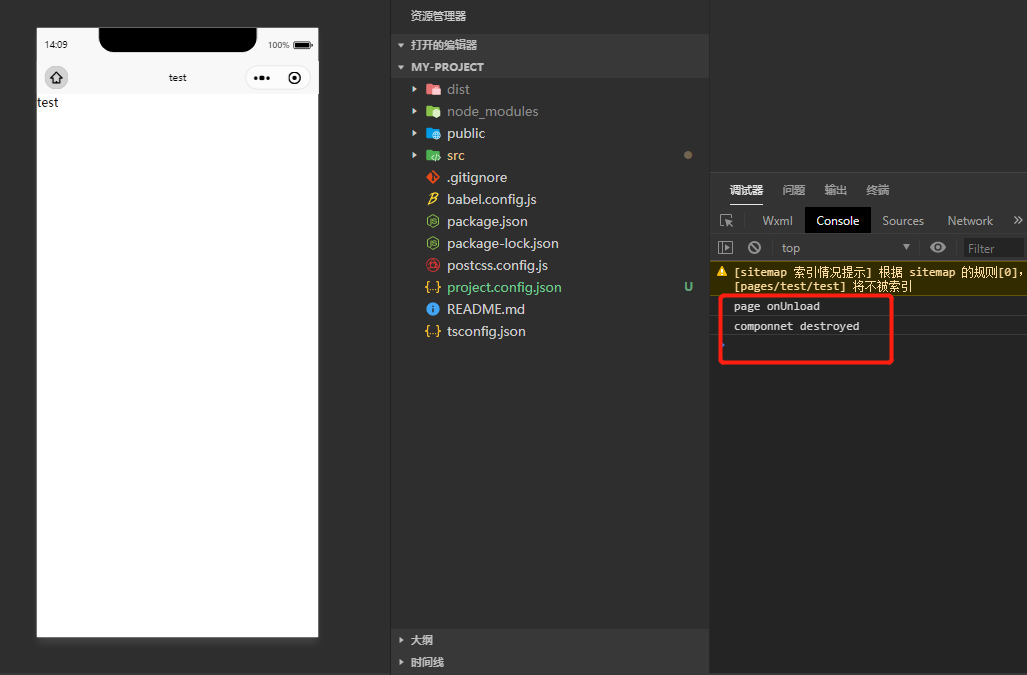 14:09
100%
test
test
资源管理器
打开的编辑器
MY-PROJECT
dist
node_modules
public
src
.gitignore
babel.config.js
package.json
package-lock.json
postcss.config.js
project.config.json U
README.md
tsconfig.json
大纲
时间线
调试器 问题 输出 终端
Wxml Console Sources Network
top Filter
[sitemap 索引情况提示] 根据 sitemap 的规则[0],
[pages/test/test] 将不被索引
page onUnload
componnet destroyed